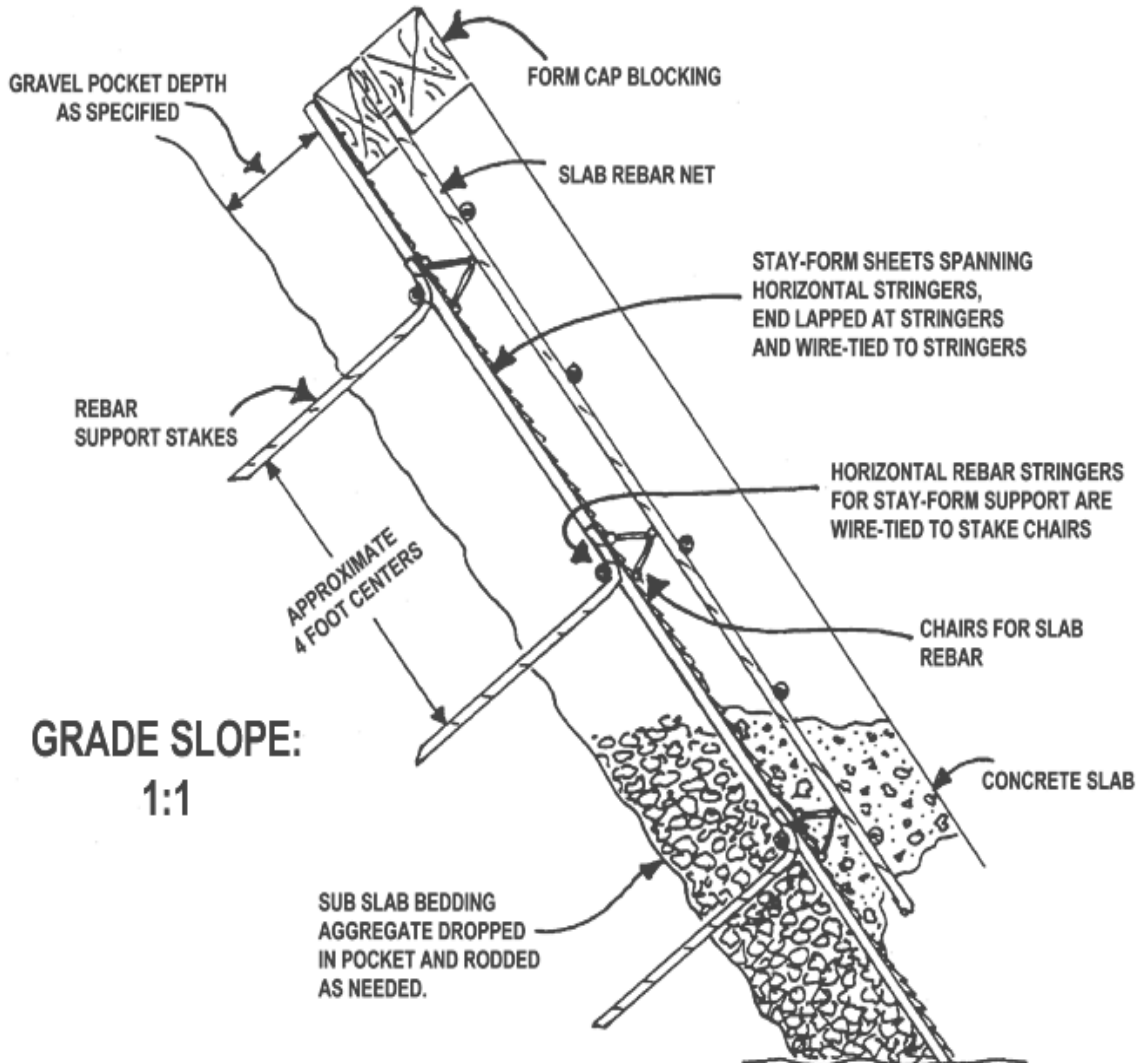 GRAVEL POCKET DEPTH
AS SPECIFIED
FORM CAP BLOCKING
SLAB REBAR NET
STAY-FORM SHEETS SPANNING
HORIZONTAL STRINGERS,
END LAPPED AT STRINGERS
AND WIRE-TIED TO STRINGERS
REBAR
SUPPORT STAKES
HORIZONTAL REBAR STRINGERS
FOR STAY-FORM SUPPORT ARE
WIRE-TIED TO STAKE CHAIRS
APPROXIMATE
4 FOOT CENTERS
CHAIRS FOR SLAB
REBAR
GRADE SLOPE:
1:1
CONCRETE SLAB
SUB SLAB BEDDING
AGGREGATE DROPPED
IN POCKET AND RODDED
AS NEEDED.